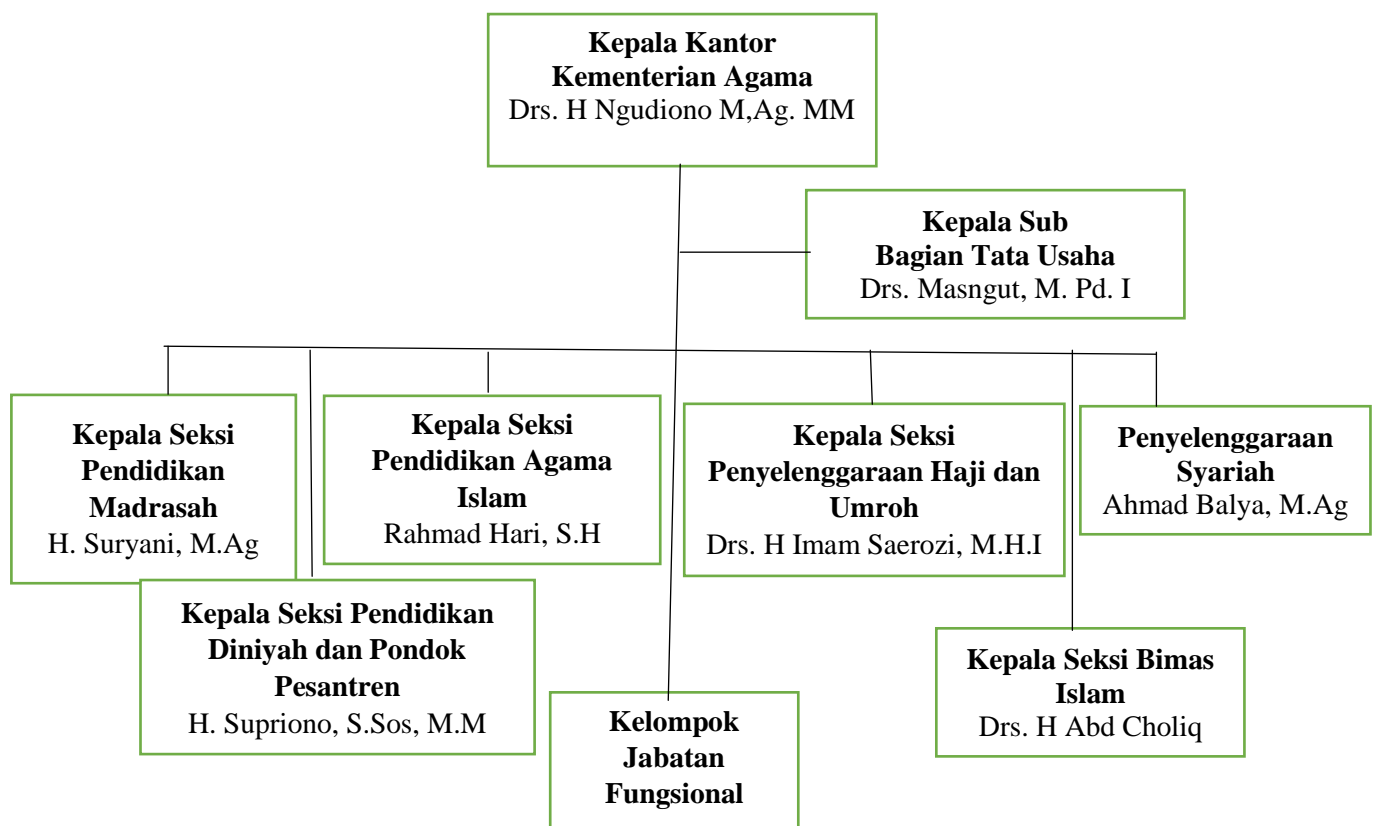 Kepala Kantor
Kementerian Agama
Drs. H Ngudiono M,Ag. MM
Kepala Sub
Bagian Tata Usaha
Drs. Masngut, M. Pd. I
Kepala Seksi
Pendidikan
Madrasah
H. Suryani, M.Ag
Kepala Seksi
Pendidikan Agama
Islam
Rahmad Hari, S.H
Kepala Seksi
Penyelenggaraan Haji dan
Umroh
Drs. H Imam Saerozi, M.H.I
Penyelenggaraan
Syariah
Ahmad Balya, M.Ag
Kepala Seksi Pendidikan
Diniyah dan Pondok
Pesantren
H. Supriono, S.Sos, M.M
Kelompok
Jabatan
Fungsional
Kepala Seksi Bimas
Islam
Drs. H Abd Choliq